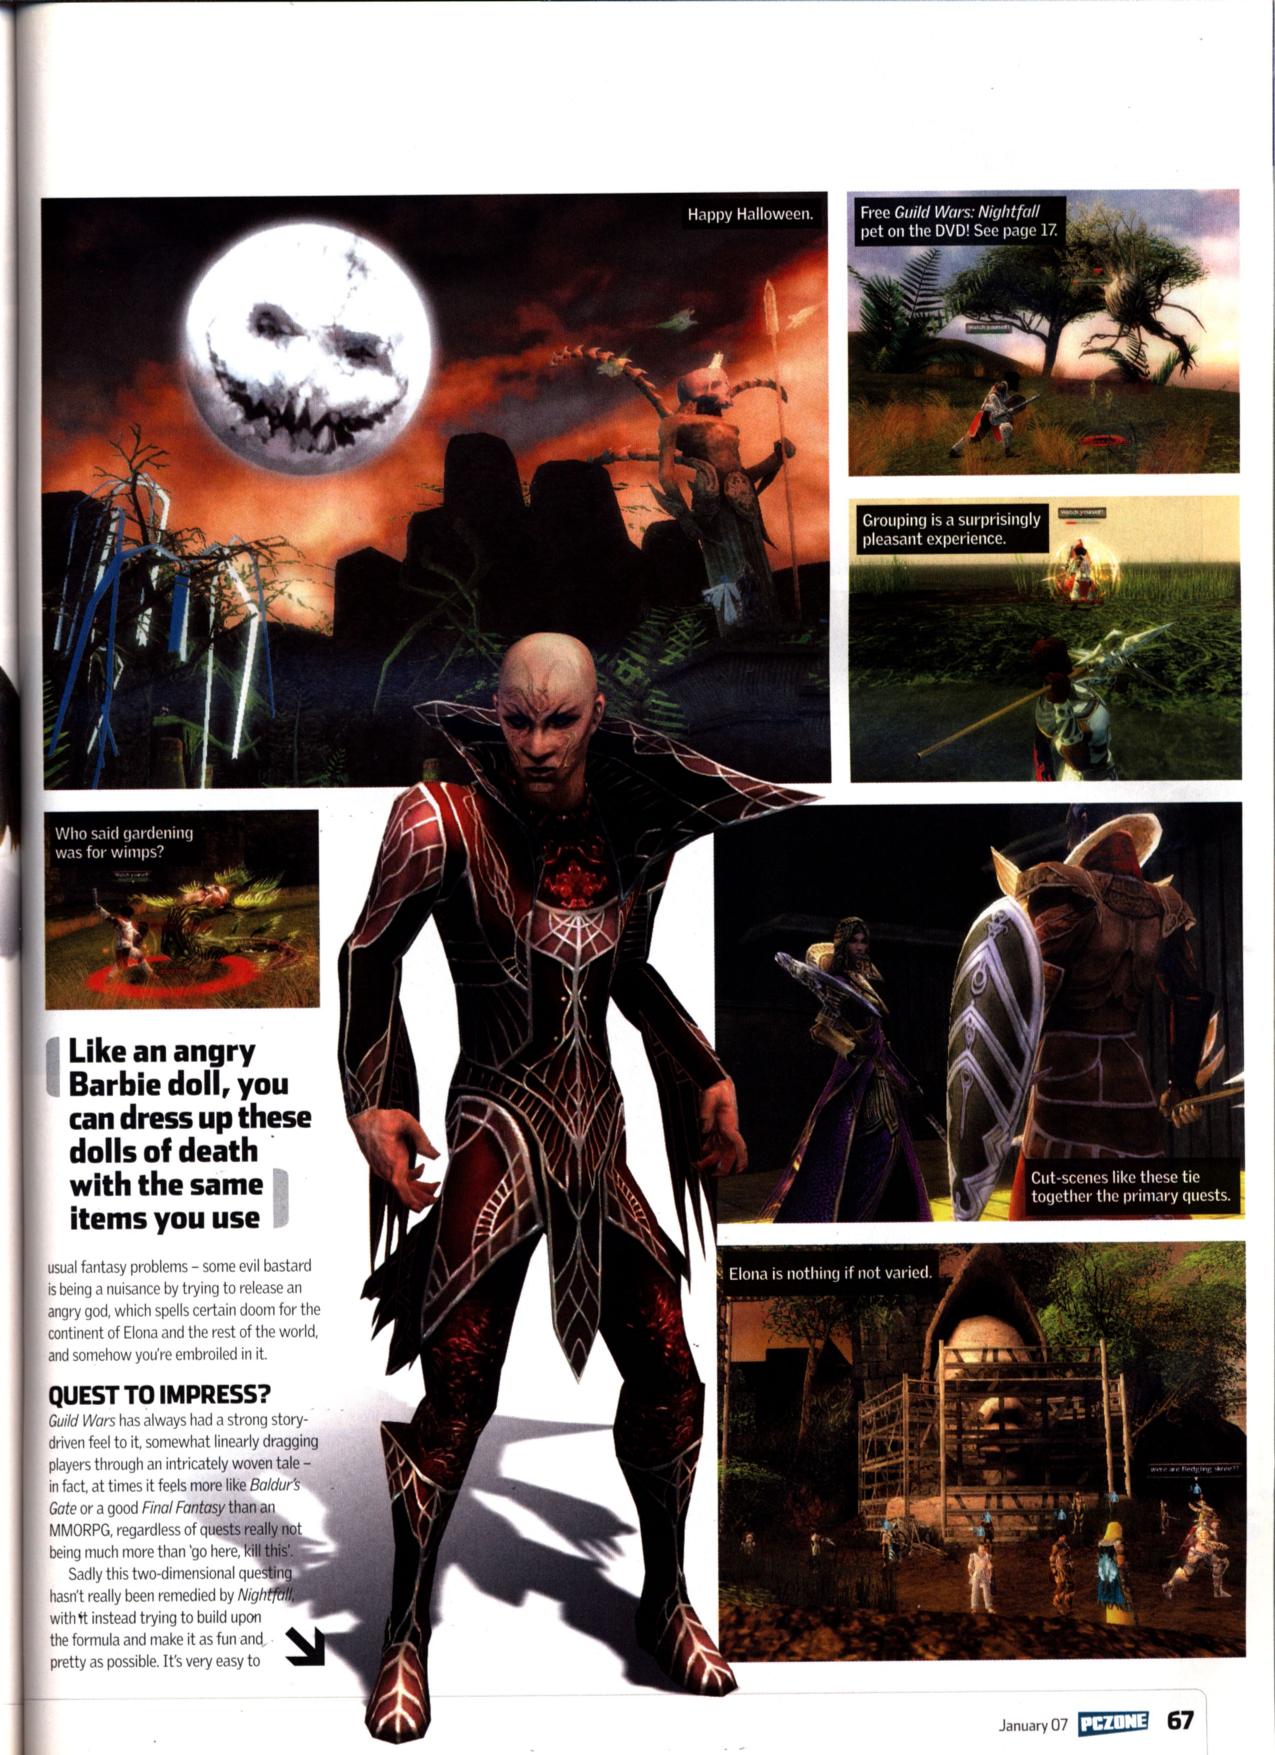 Happy Halloween.
Free Guild Wars: Nightfall
pet on the DVD! See page 17.
Watch yourself!
Grouping is a surprisingly
pleasant experience.
Watch yourself!
Who said gardening
was for wimps?
Watch yourself!
Like an angry
Barbie doll, you
can dress up these
dolls of death
with the same
items you use
usual fantasy problems – some evil bastard
is being a nuisance by trying to release an
angry god, which spells certain doom for the
continent of Elona and the rest of the world,
and somehow you're embroiled in it.
QUEST TO IMPRESS?
Guild Wars has always had a strong story-
driven feel to it, somewhat linearly dragging
players through an intricately woven tale –
in fact, at times it feels more like Baldur's
Gate or a good Final Fantasy than an
MMORPG, regardless of quests really not
being much more than 'go here, kill this'.
Sadly this two-dimensional questing
hasn't really been remedied by Nightfall,
with it instead trying to build upon
the formula and make it as fun and
pretty as possible. It's very easy to
Cut-scenes like these tie
together the primary quests.
Elona is nothing if not varied.
January 07 PCZONE 67